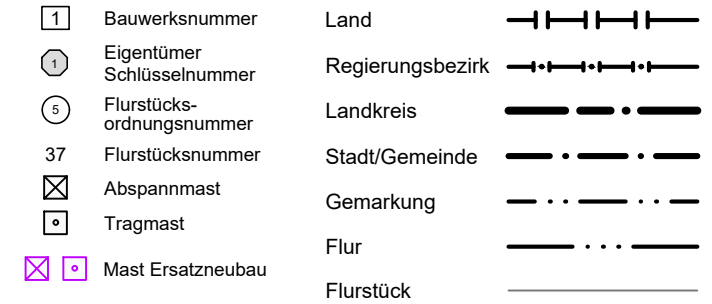 1 Bauwerksnummer
1 Eigentümer
Schlüsselnummer
5 Flurstücks-
ordnungsnummer
37 Flurstücksnummer
Abspannmast
Tragmast
Mast Ersatzneubau
Land
Regierungsbezirk
Landkreis
Stadt/Gemeinde
Gemarkung
Flur
Flurstück